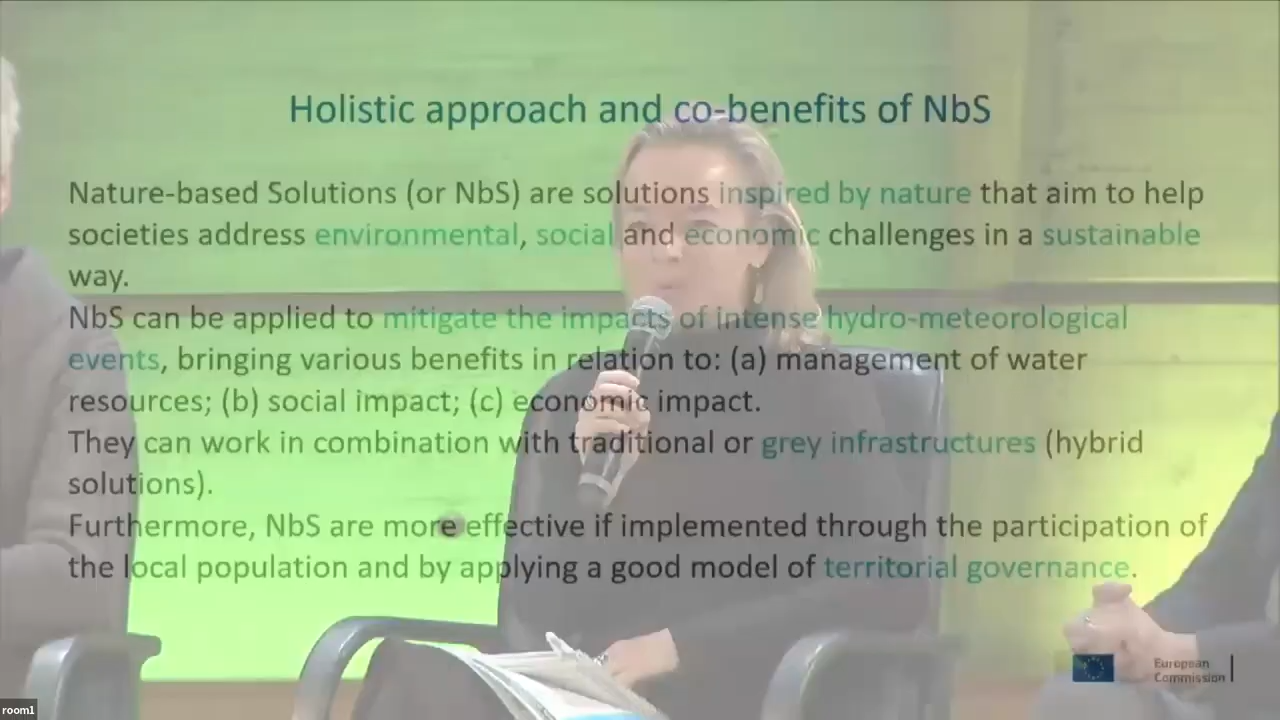 Holistic approach and co-benefits of NbS
Nature-based Solutions (or NbS) are solutions inspired by nature that aim to help
societies address environmental, social and economic challenges in a sustainable
way.
NbS can be applied to mitigate the impacts of intense hydro-meteorological
events, bringing various benefits in relation to: (a) management of water
resources; (b) social impact; (c) economic impact.
They can work in combination with traditional or grey infrastructures (hybrid
solutions).
Furthermore, NbS are more effective if implemented through the participation of
the local population and by applying a good model of territorial governance.
European
Commission
room1